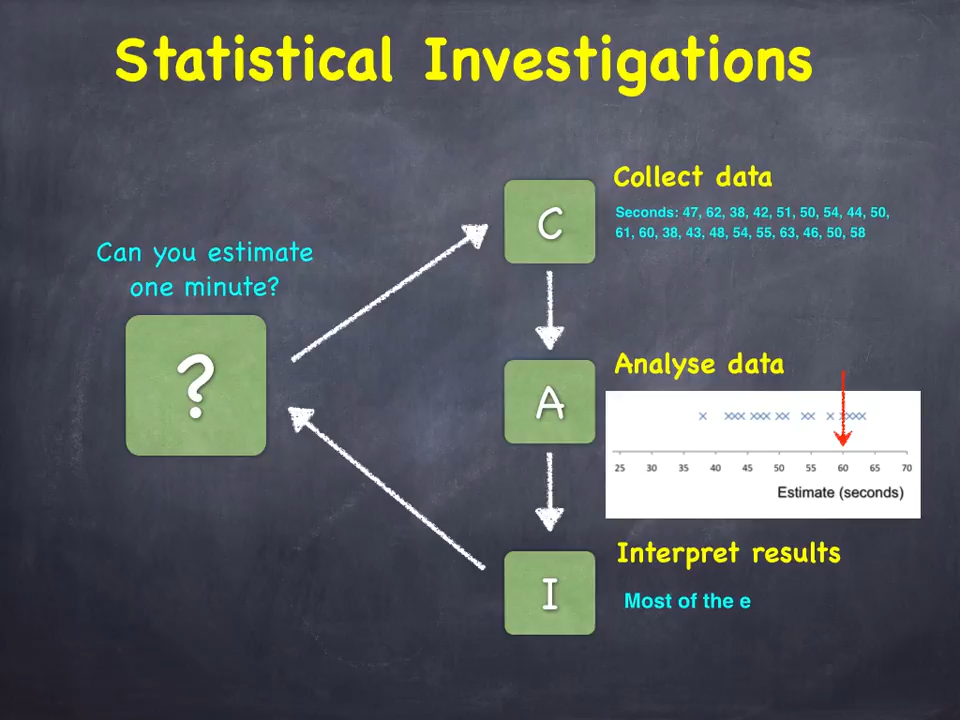 Statistical Investigations
Can you estimate
one minute?
?
C
Collect data
Seconds: 47, 62, 38, 42, 51, 50, 54, 44, 50,
61, 60, 38, 43, 48, 54, 55, 63, 46, 50, 58
A
Analyse data
25 30 35 40 45 50 55 60 65 70
Estimate (seconds)
I
Interpret results
Most of the e